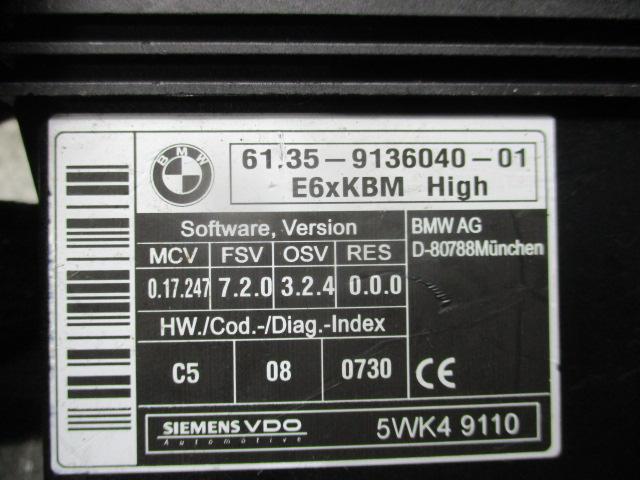 BMW
61.35-9136040-01
E6xKBM High
Software, Version
MCV FSV OSV RES
0.17.247 7.2.0 3.2.4 0.0.0
HW./Cod.-/Diag.-Index
C5 08 0730
BMW AG
D-80788München
CE
SIEMENS VDO
Automotive
5WK4 9110